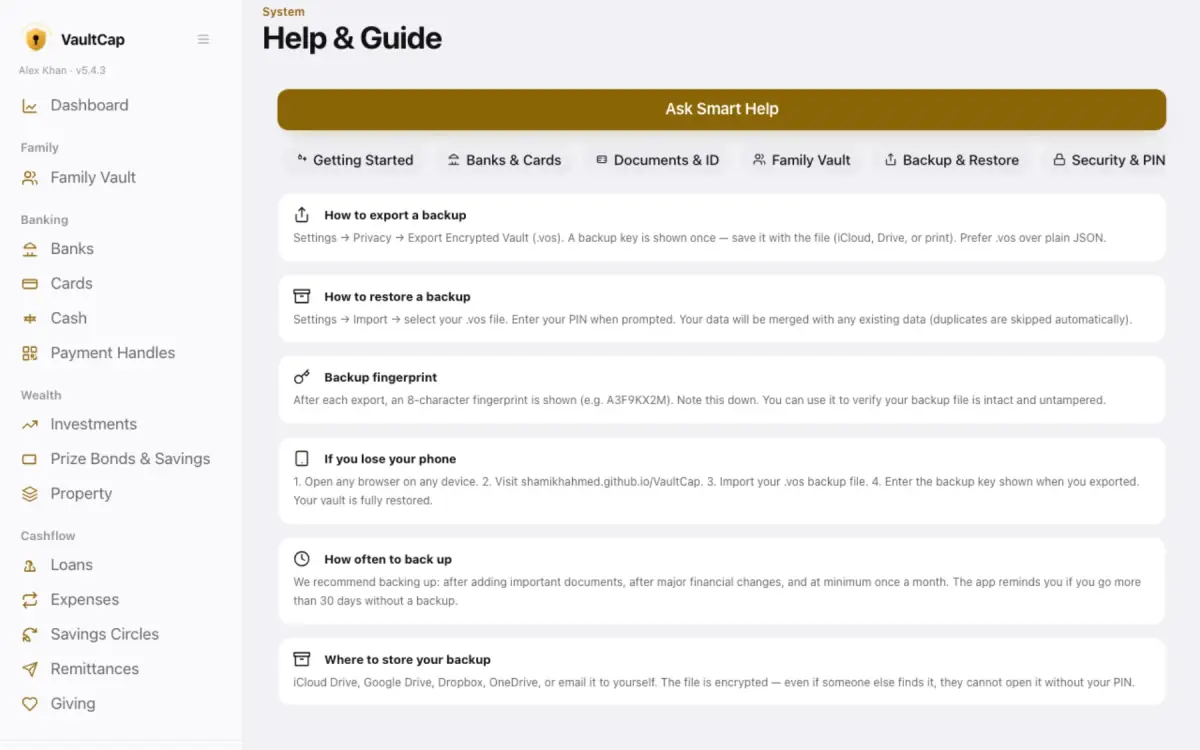 VaultCap
Alex Khan · v5.4.3
Dashboard
Family
Family Vault
Banking
Banks
Cards
Cash
Payment Handles
Wealth
Investments
Prize Bonds & Savings
Property
Cashflow
Loans
Expenses
Savings Circles
Remittances
Giving
System
Help & Guide
Ask Smart Help
Getting Started
Banks & Cards
Documents & ID
Family Vault
Backup & Restore
Security & PIN
How to export a backup
Settings → Privacy → Export Encrypted Vault (.vos). A backup key is shown once — save it with the file (iCloud, Drive, or print). Prefer .vos over plain JSON.
How to restore a backup
Settings → Import → select your .vos file. Enter your PIN when prompted. Your data will be merged with any existing data (duplicates are skipped automatically).
Backup fingerprint
After each export, an 8-character fingerprint is shown (e.g. A3F9KX2M). Note this down. You can use it to verify your backup file is intact and untampered.
If you lose your phone
1. Open any browser on any device. 2. Visit shamikhahmed.github.io/VaultCap. 3. Import your .vos backup file. 4. Enter the backup key shown when you exported.
Your vault is fully restored.
How often to back up
We recommend backing up: after adding important documents, after major financial changes, and at minimum once a month. The app reminds you if you go more
than 30 days without a backup.
Where to store your backup
iCloud Drive, Google Drive, Dropbox, OneDrive, or email it to yourself. The file is encrypted — even if someone else finds it, they cannot open it without your PIN.